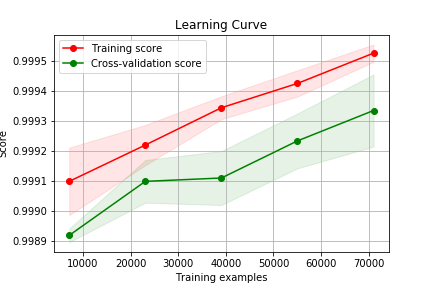 Learning Curve
Training score
Cross-validation score
0.9995
0.9994
0.9993
0.9992
0.9991
0.9990
0.9989
Score
10000 20000 30000 40000 50000 60000 70000
Training examples